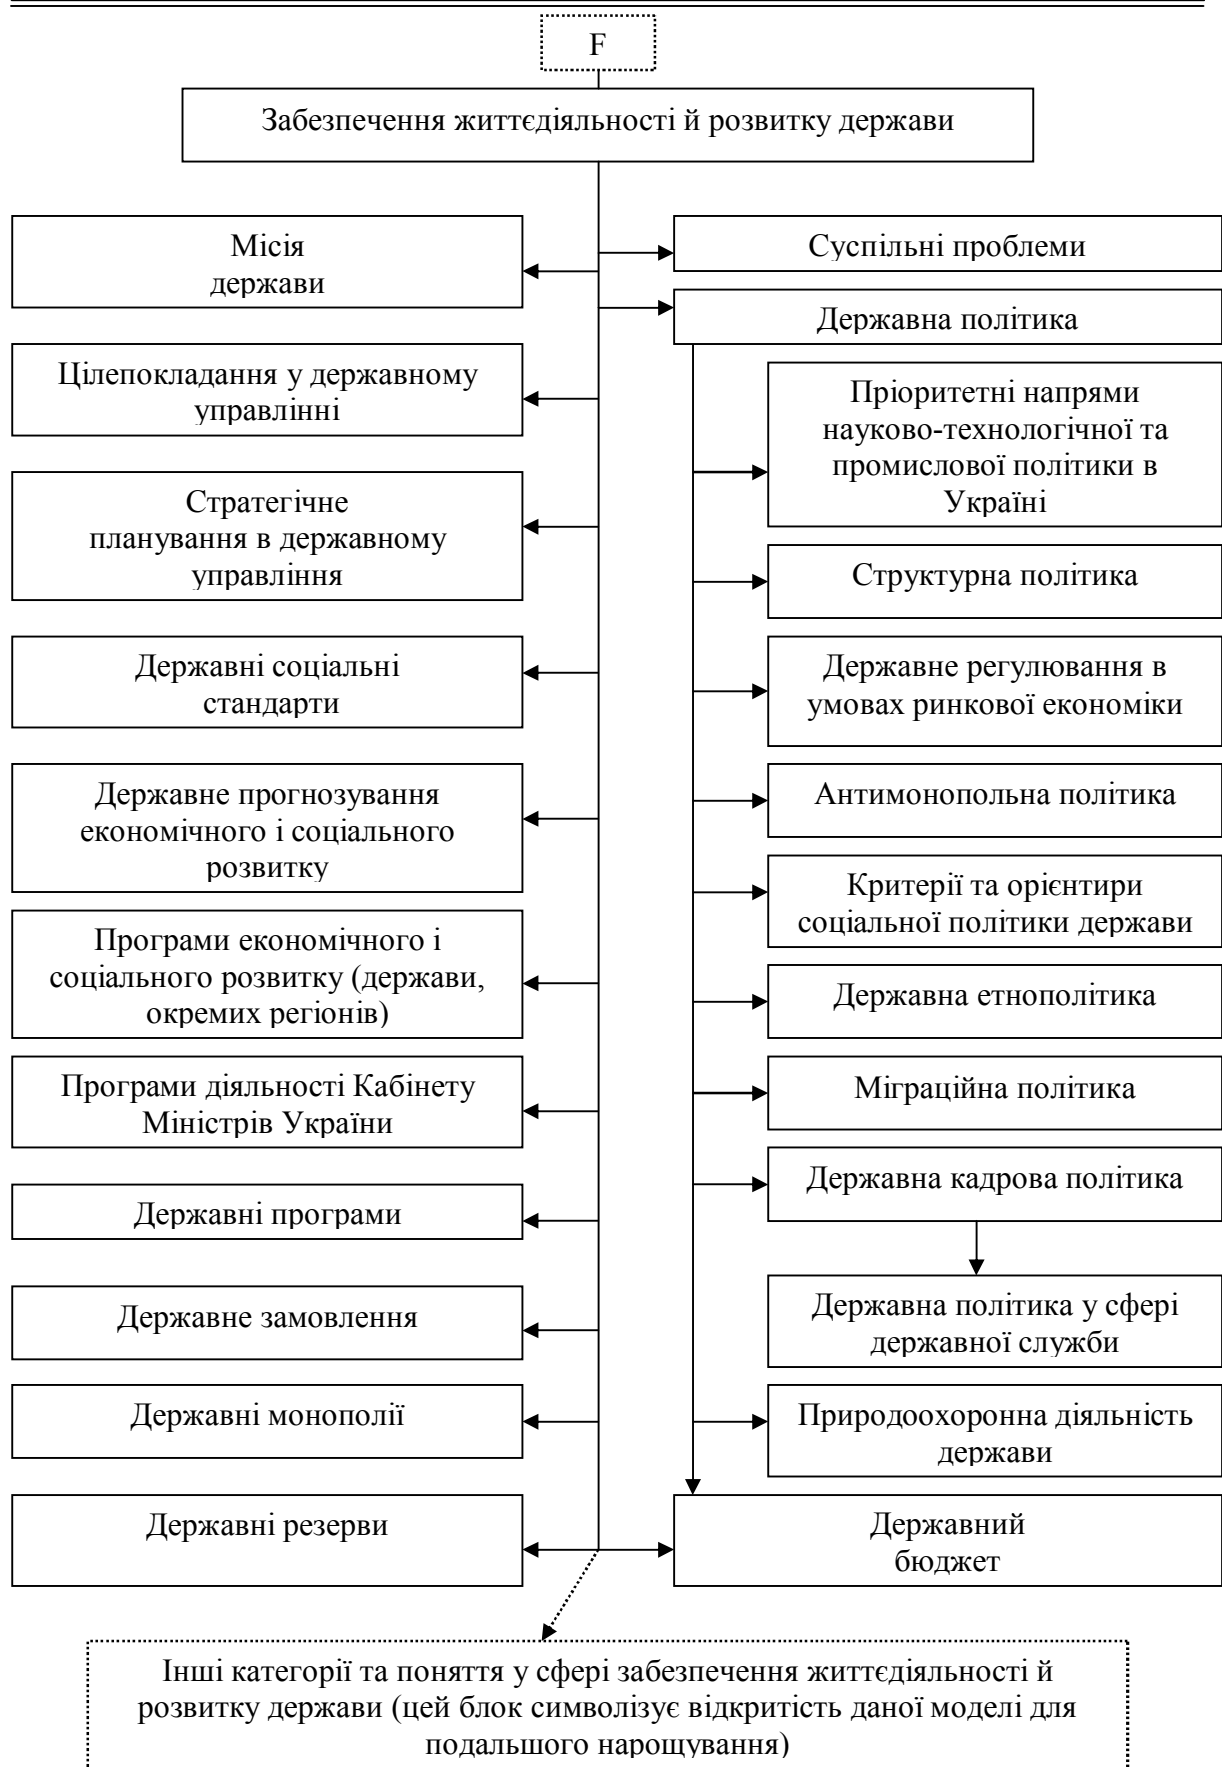 F
Забезпечення життєдіяльності й розвитку держави
Місія
держави
Цілепокладання у державному
управлінні
Стратегічне
планування в державному
управління
Державні соціальні
стандарти
Державне прогнозування
економічного і соціального
розвитку
Програми економічного і
соціального розвитку (держави,
окремих регіонів)
Програми діяльності Кабінету
Міністрів України
Державні програми
Державне замовлення
Державні монополії
Державні резерви
Суспільні проблеми
Державна політика
Пріоритетні напрями
науково-технологічної та
промислової політики в
Україні
Структурна політика
Державне регулювання в
умовах ринкової економіки
Антимонопольна політика
Критерії та орієнтири
соціальної політики держави
Державна етнополітика
Міграційна політика
Державна кадрова політика
Державна політика у сфері
державної служби
Природоохоронна діяльність
держави
Державний
бюджет
Інші категорії та поняття у сфері забезпечення життєдіяльності й
розвитку держави (цей блок символізує відкритість даної моделі для
подальшого нарощування)